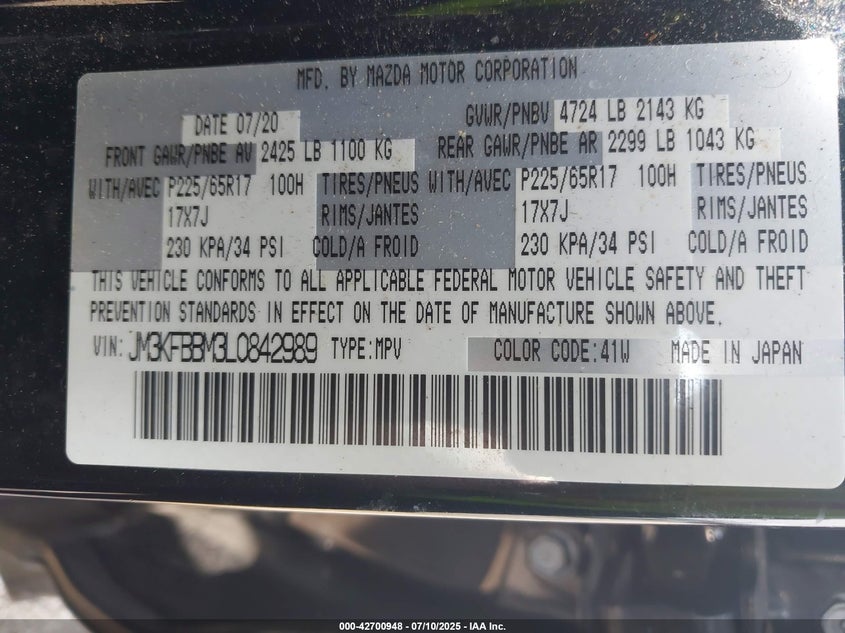 MFD. BY MAZDA MOTOR CORPORATION
DATE 07/20 GVWR/PNBV 4724 LB 2143 KG
FRONT GAWR/PNBE AV 2425 LB 1100 KG REAR GAWR/PNBE AR 2299 LB 1043 KG
WITH/AVEC P225/65R17 100H TIRES/PNEUS WITH/AVEC P225/65R17 100H TIRES/PNEUS
17X7J RIMS/JANTES 17X7J RIMS/JANTES
230 KPA/34 PSI COLD/A FROID 230 KPA/34 PSI COLD/A FROID
THIS VEHICLE CONFORMS TO ALL APPLICABLE FEDERAL MOTOR VEHICLE SAFETY AND THEFT
PREVENTION STANDARDS IN EFFECT ON THE DATE OF MANUFACTURE SHOWN ABOVE.
VIN: JM3KFBBM3L0842989 TYPE:MPV COLOR CODE:41W MADE IN JAPAN
000-42700948 - 07/10/2025 - IAA Inc.